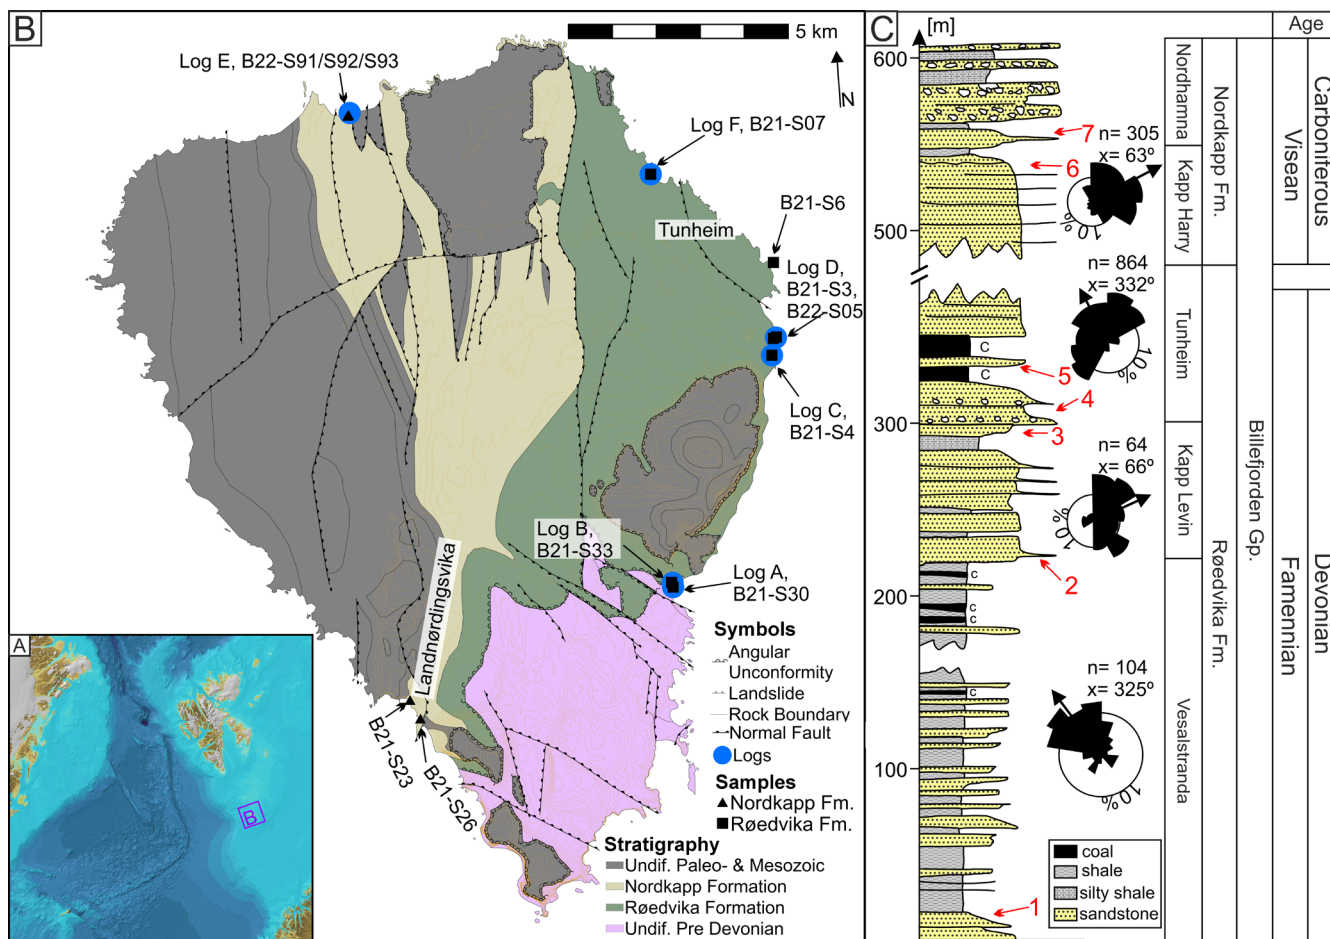 B
5 km
N
Log E, B22-S91/S92/S93
Log F, B21-S07
Tunheim
B21-S6
Log D,
B21-S3,
B22-S05
Log C,
B21-S4
Log B,
B21-S33
Log A,
B21-S30
Landnørdingsvika
B21-S23
B21-S26
Symbols
Angular
Unconformity
Landslide
Rock Boundary
Normal Fault
Logs
Samples
Nordkapp Fm.
Røedvika Fm.
Stratigraphy
Undif. Paleo- & Mesozoic
Nordkapp Formation
Røedvika Formation
Undif. Pre Devonian
A
B
C
[m]
600
500
300
200
100
7
6
5
4
3
2
1
c
c
c
c
c
c
n= 305
x= 63º
10%
n= 864
x= 332º
10%
n= 64
x= 66º
10%
n= 104
x= 325º
10%
coal
shale
silty shale
sandstone
Nordhamna
Kapp Harry
Tunheim
Kapp Levin
Vesalstranda
Nordkapp Fm.
Røedvika Fm.
Billefjorden Gp.
Age
Visean
Carboniferous
Famennian
Devonian